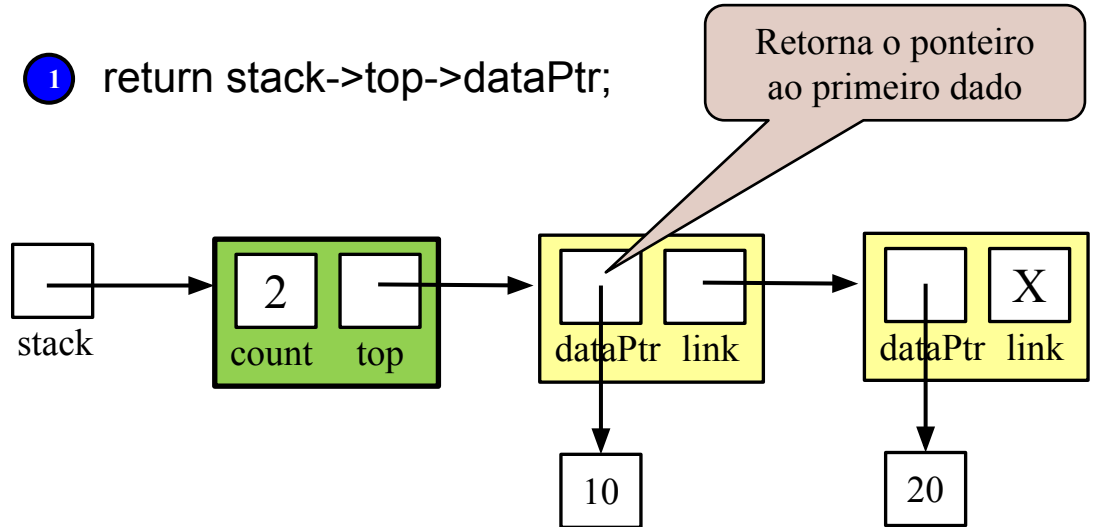 Retorna o ponteiro
ao primeiro dado
1 return stack->top->dataPtr;
2 X
stack count top dataPtr link dataPtr link
10 20